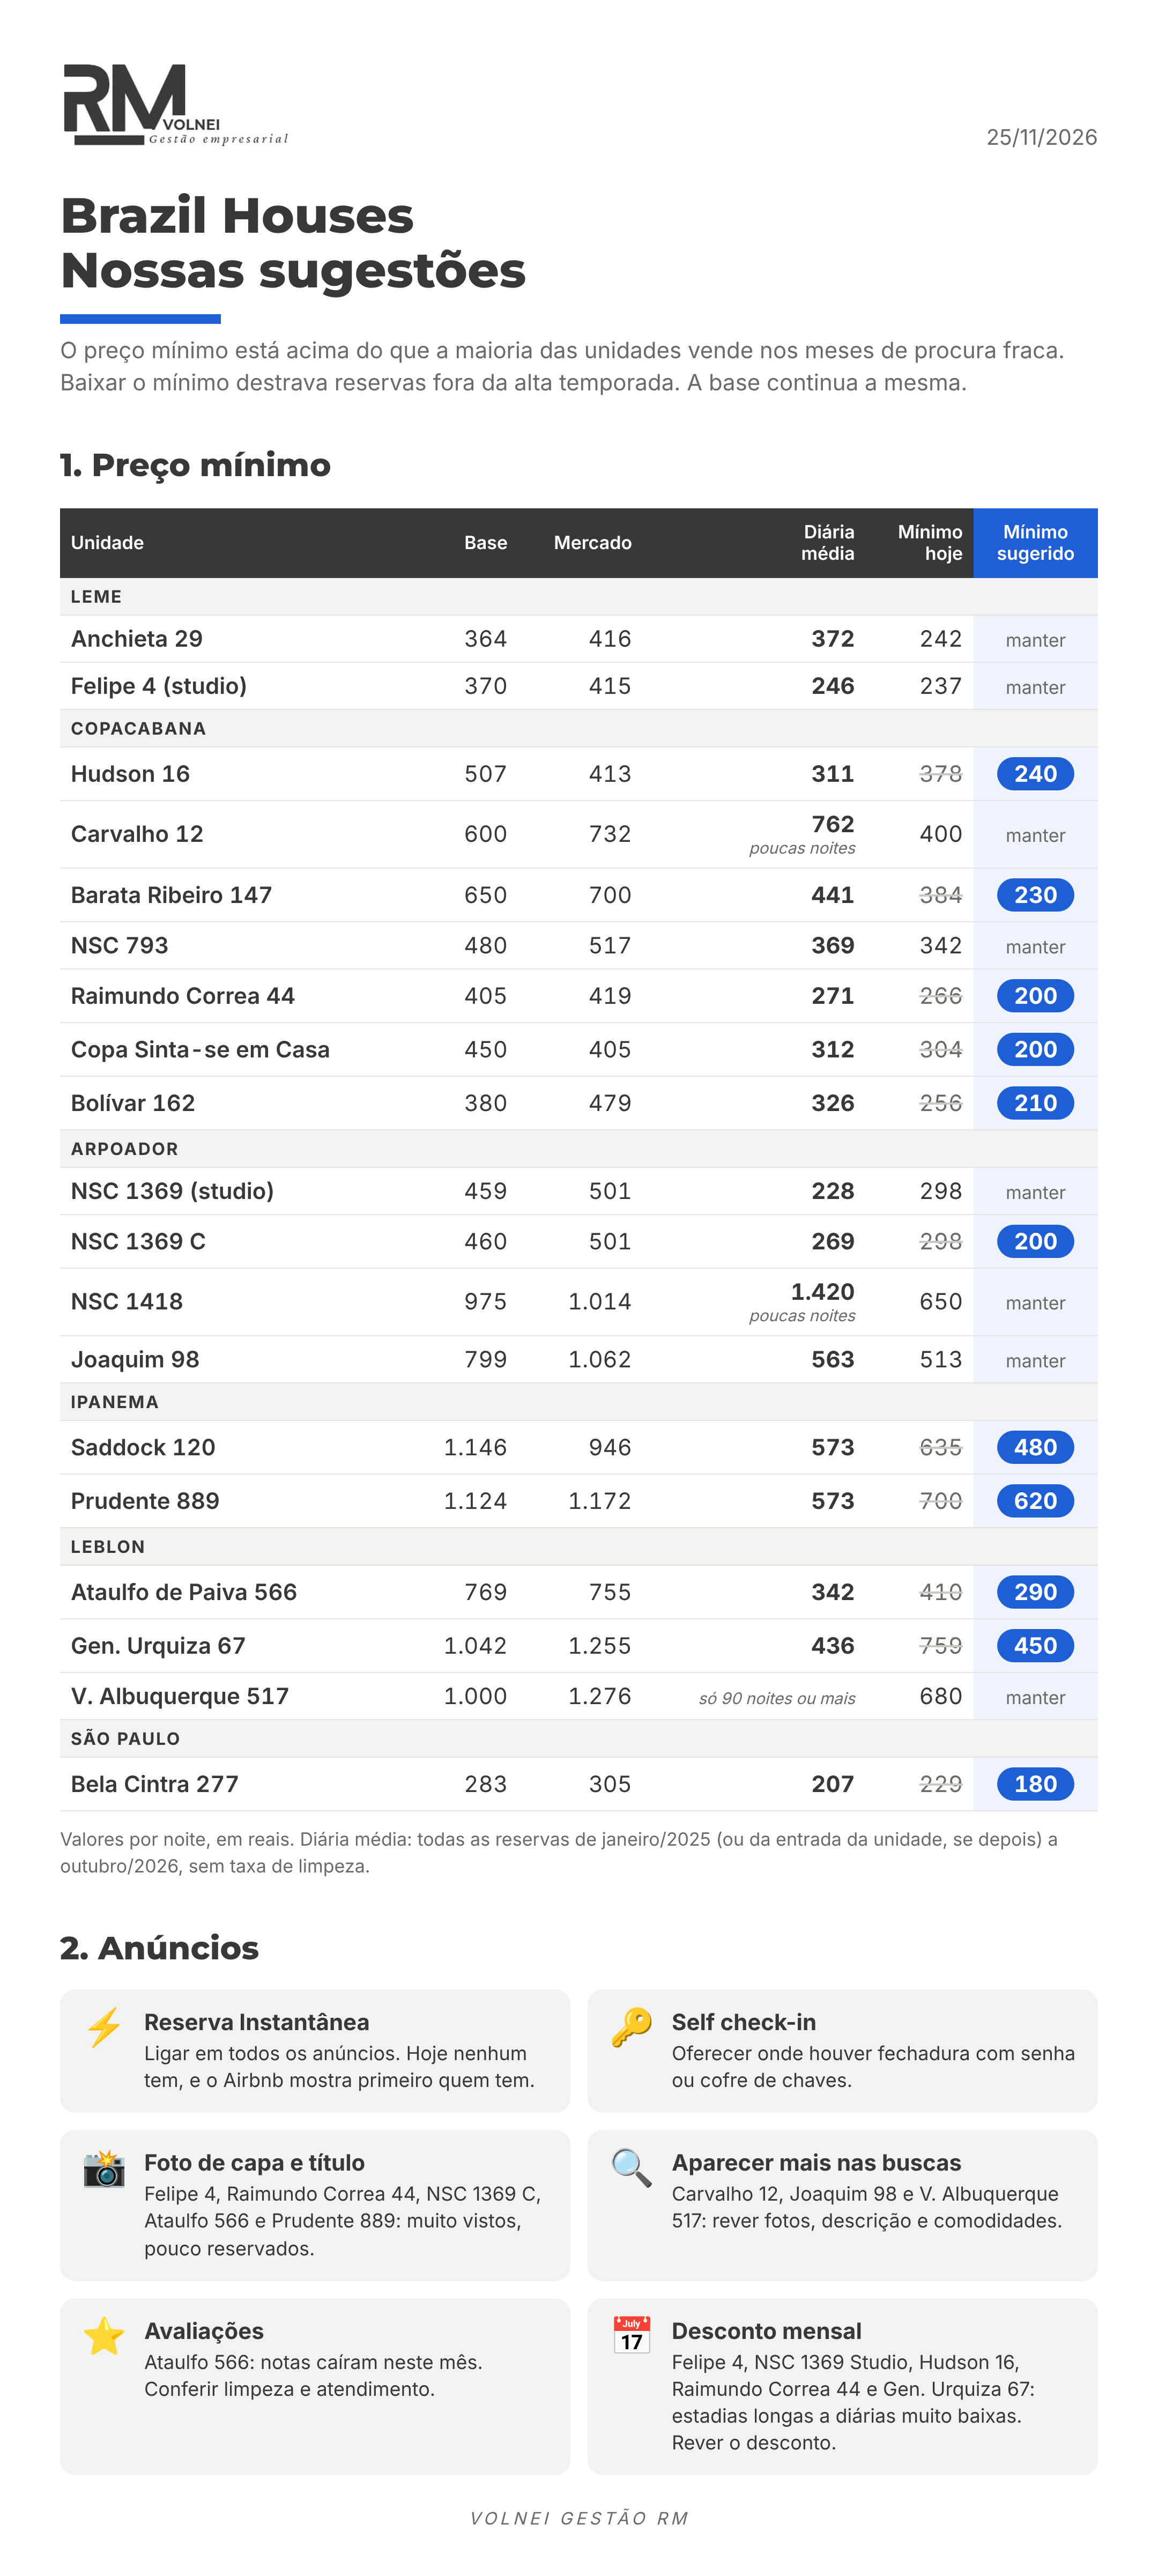 RM VOLNEI
Gestão empresarial
25/11/2026
Brazil Houses
Nossas sugestões
O preço mínimo está acima do que a maioria das unidades vende nos meses de procura fraca.
Baixar o mínimo destrava reservas fora da alta temporada. A base continua a mesma.
1. Preço mínimo
Unidade Base Mercado Diária média Mínimo hoje Mínimo sugerido
LEME
Anchieta 29 364 416 372 242 manter
Felipe 4 (studio) 370 415 246 237 manter
COPACABANA
Hudson 16 507 413 311 378 240
Carvalho 12 600 732 762 poucas noites 400 manter
Barata Ribeiro 147 650 700 441 384 230
NSC 793 480 517 369 342 manter
Raimundo Correa 44 405 419 271 266 200
Copa Sinta-se em Casa 450 405 312 304 200
Bolívar 162 380 479 326 256 210
ARPOADOR
NSC 1369 (studio) 459 501 228 298 manter
NSC 1369 C 460 501 269 298 200
NSC 1418 975 1.014 1.420 poucas noites 650 manter
Joaquim 98 799 1.062 563 513 manter
IPANEMA
Saddock 120 1.146 946 573 635 480
Prudente 889 1.124 1.172 573 700 620
LEBLON
Ataulfo de Paiva 566 769 755 342 410 290
Gen. Urquiza 67 1.042 1.255 436 759 450
V. Albuquerque 517 1.000 1.276 só 90 noites ou mais 680 manter
SÃO PAULO
Bela Cintra 277 283 305 207 229 180
Valores por noite, em reais. Diária média: todas as reservas de janeiro/2025 (ou da entrada da unidade, se depois) a
outubro/2026, sem taxa de limpeza.
2. Anúncios
Reserva Instantânea
Ligar em todos os anúncios. Hoje nenhum
tem, e o Airbnb mostra primeiro quem tem.
Self check-in
Oferecer onde houver fechadura com senha
ou cofre de chaves.
Foto de capa e título
Felipe 4, Raimundo Correa 44, NSC 1369 C,
Ataulfo 566 e Prudente 889: muito vistos,
pouco reservados.
Aparecer mais nas buscas
Carvalho 12, Joaquim 98 e V. Albuquerque
517: rever fotos, descrição e comodidades.
Avaliações
Ataulfo 566: notas caíram neste mês.
Conferir limpeza e atendimento.
July
17
Desconto mensal
Felipe 4, NSC 1369 Studio, Hudson 16,
Raimundo Correa 44 e Gen. Urquiza 67:
estadias longas a diárias muito baixas.
Rever o desconto.
VOLNEI GESTÃO RM